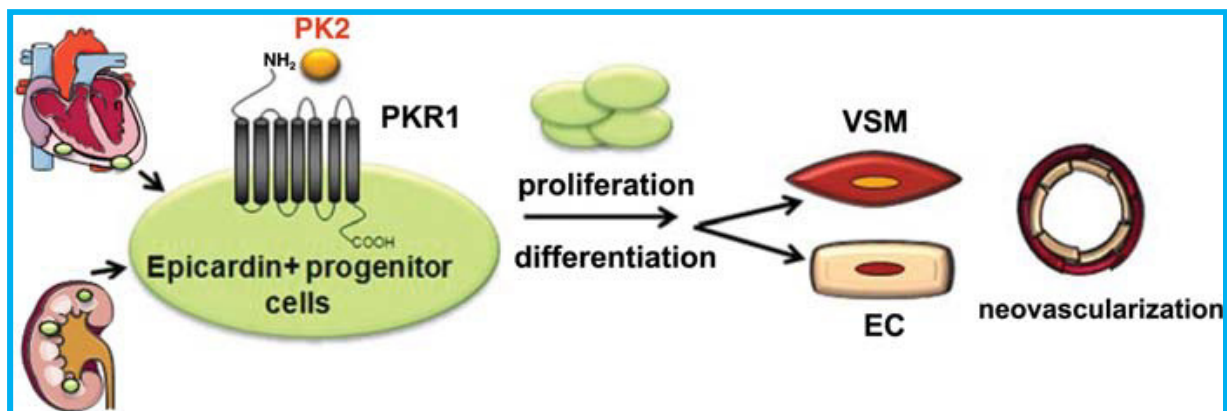 PK2
NH2
PKR1
COOH
Epicardin+ progenitor
cells
proliferation
differentiation
VSM
EC
neovascularization